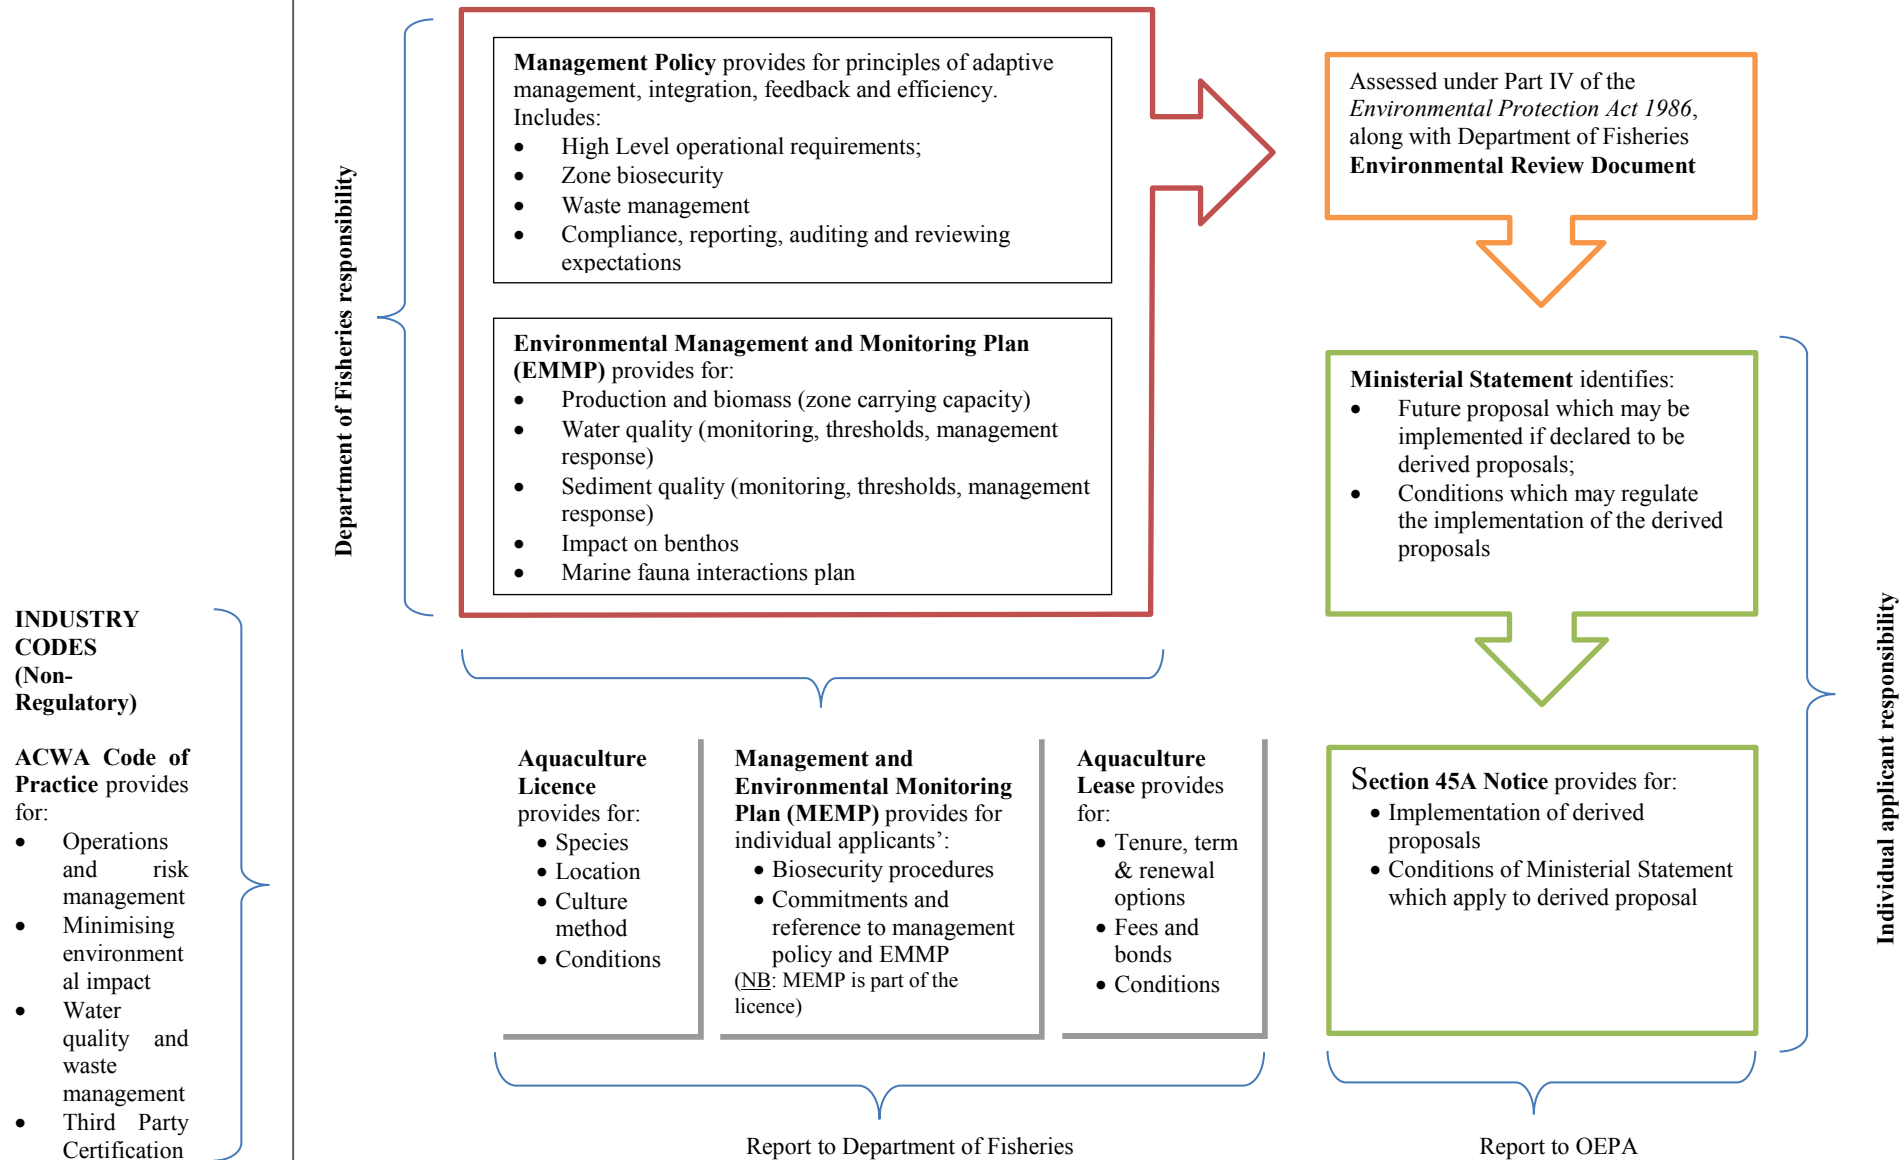 Department of Fisheries responsibility
Management Policy provides for principles of adaptive
management, integration, feedback and efficiency.
Includes:
• High Level operational requirements;
• Zone biosecurity
• Waste management
• Compliance, reporting, auditing and reviewing
expectations
Environmental Management and Monitoring Plan
(EMMP) provides for:
• Production and biomass (zone carrying capacity)
• Water quality (monitoring, thresholds, management
response)
• Sediment quality (monitoring, thresholds, management
response)
• Impact on benthos
• Marine fauna interactions plan
Assessed under Part IV of the
Environmental Protection Act 1986,
along with Department of Fisheries
Environmental Review Document
Ministerial Statement identifies:
• Future proposal which may be
implemented if declared to be
derived proposals;
• Conditions which may regulate
the implementation of the derived
proposals
Individual applicant responsibility
INDUSTRY
CODES
(Non-
Regulatory)
ACWA Code of
Practice provides
for:
• Operations
and risk
management
• Minimising
environment
al impact
• Water
quality and
waste
management
• Third Party
Certification
Aquaculture
Licence
provides for:
• Species
• Location
• Culture
method
• Conditions
Management and
Environmental Monitoring
Plan (MEMP) provides for
individual applicants’:
• Biosecurity procedures
• Commitments and
reference to management
policy and EMMP
(NB: MEMP is part of the
licence)
Aquaculture
Lease provides
for:
• Tenure, term
& renewal
options
• Fees and
bonds
• Conditions
Section 45A Notice provides for:
• Implementation of derived
proposals
• Conditions of Ministerial Statement
which apply to derived proposal
Report to Department of Fisheries
Report to OEPA